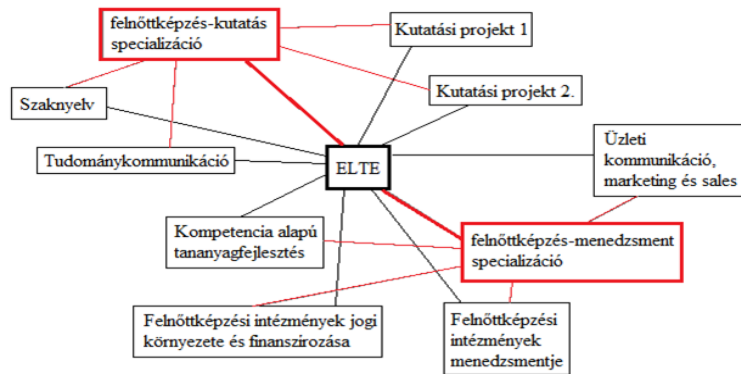 felnőttképzés-kutatás
specializáció
Kutatási projekt 1
Kutatási projekt 2.
Szaknyelv
Tudománykommunikáció
ELTE
Üzleti
kommunikáció,
marketing és sales
Kompetencia alapú
tananyagfejlesztés
felnőttképzés-menedzsment
specializáció
Felnőttképzési intézmények jogi
környezete és finanszirozása
Felnőttképzési
intézmények
menedzsmentje